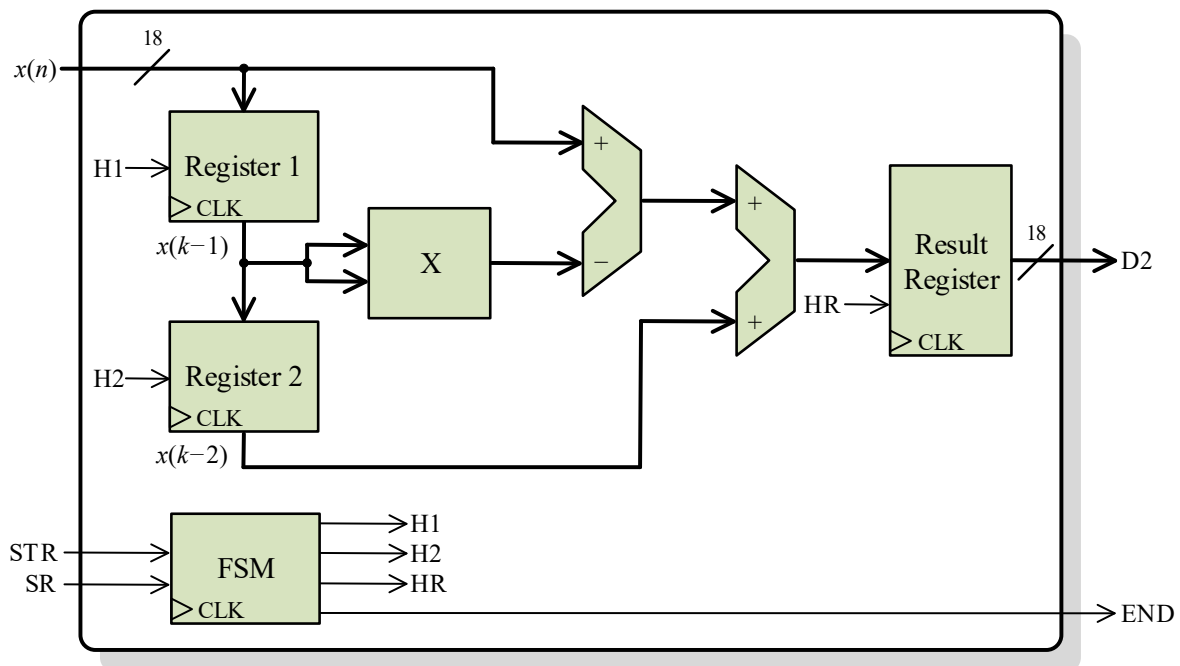 18
x(n)
H1
Register 1
CLK
x(k−1)
X
+
−
+
+
Result
Register
HR
CLK
18
D2
H2
Register 2
CLK
x(k−2)
STR
SR
FSM
CLK
H1
H2
HR
END